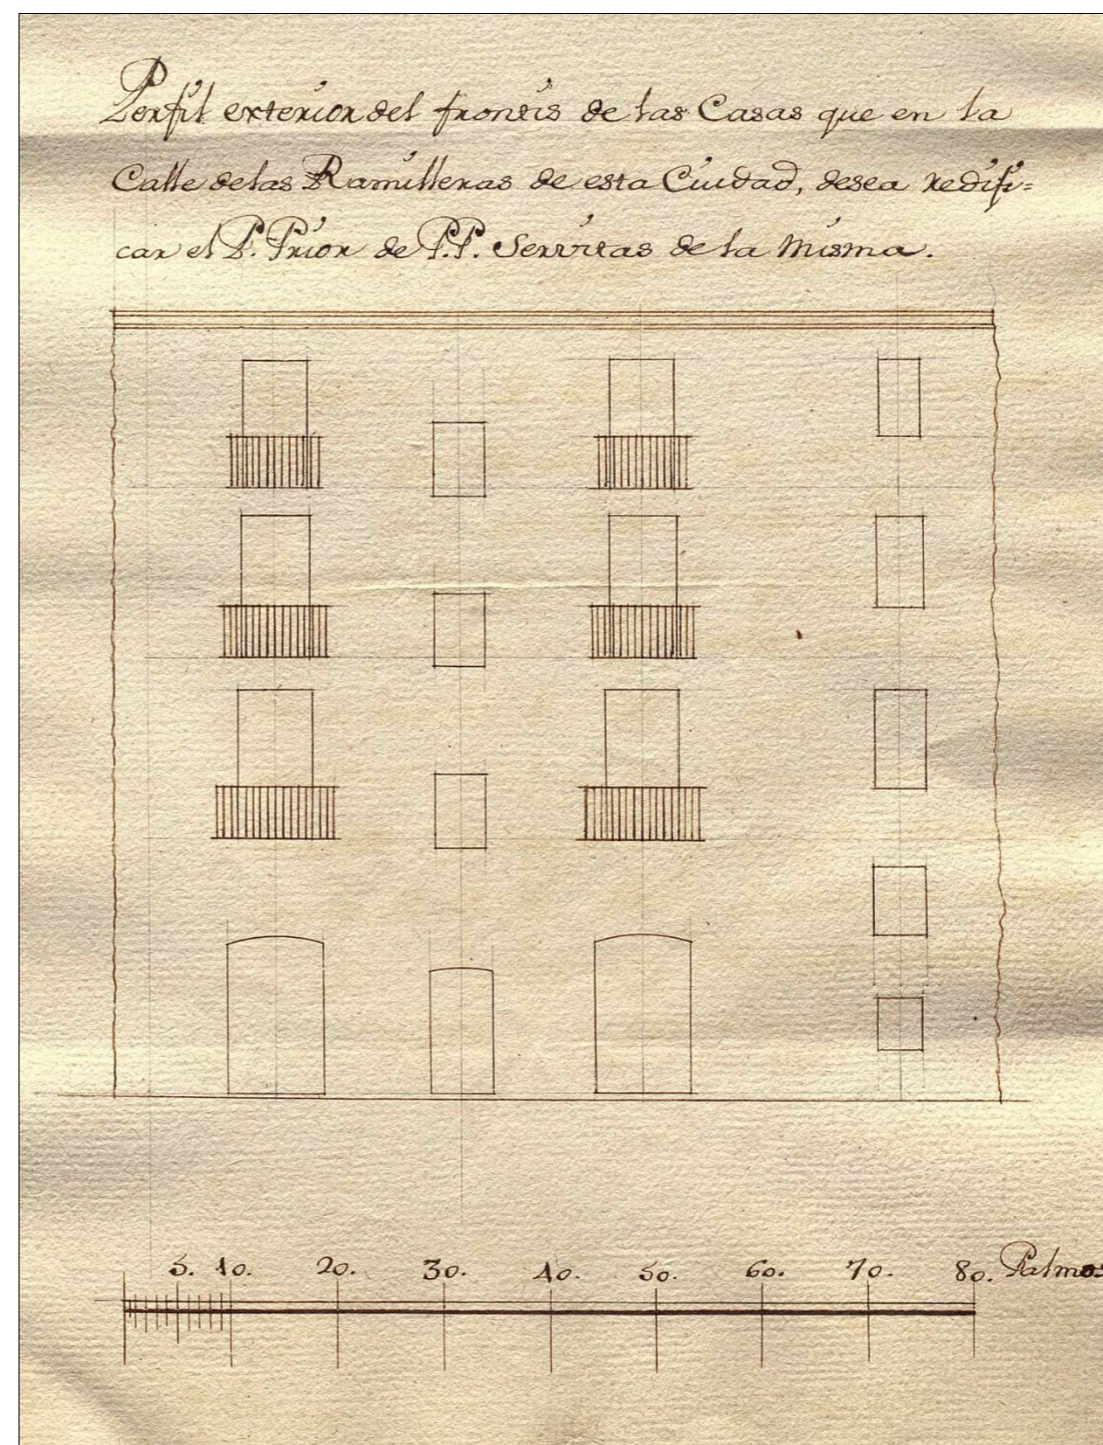 Perfil exterior del frontis de las Casas que en la
Calle de las Ramilleras de esta Ciudad, desea redifi=
car el P. Prior de P.P. Servitas de la misma.
5. 10. 20. 30. 40. 50. 60. 70. 80. Palmos